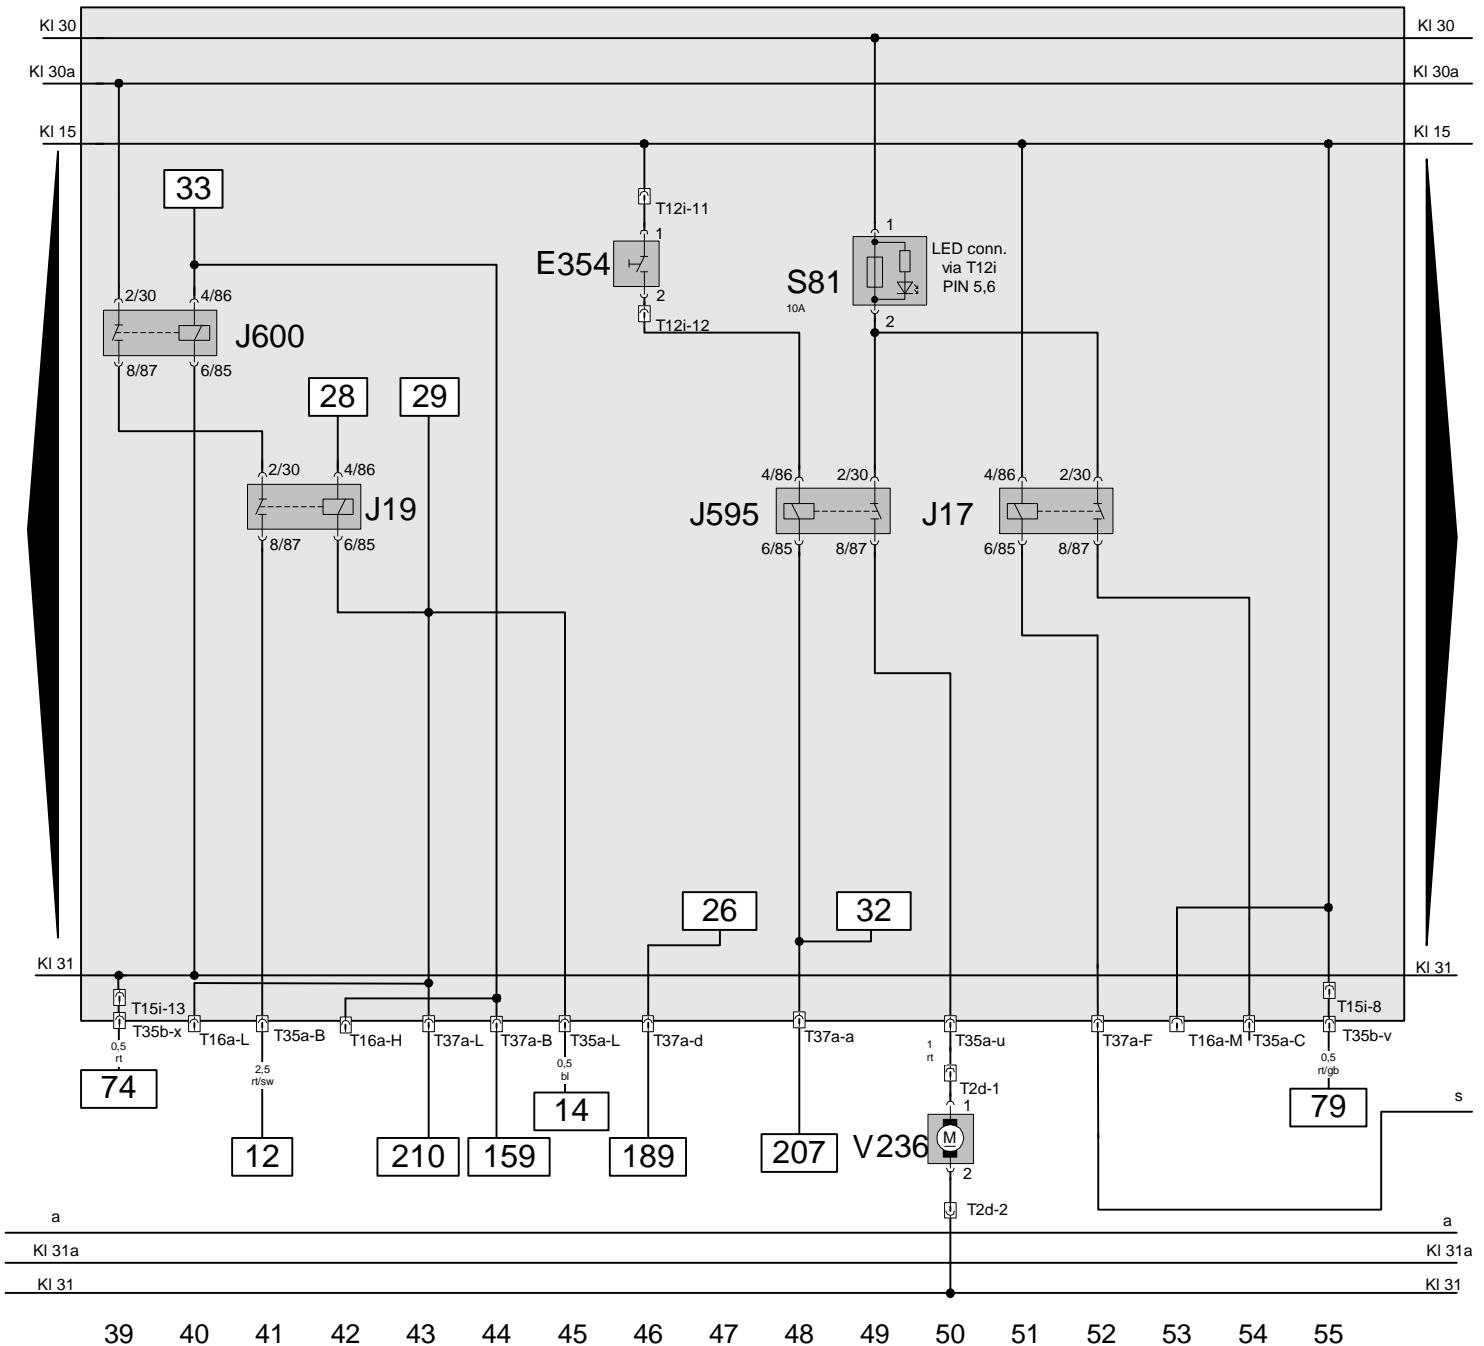 Kl 30
Kl 30
Kl 30a
Kl 30a
Kl 15
Kl 15
33
T12i-11
1
E354
2
T12i-12
1
S81
10A
LED conn.
via T12i
PIN 5,6
2
2/30
4/86
J600
8/87
6/85
28
29
2/30
4/86
J19
8/87
6/85
4/86
2/30
J595
6/85
8/87
4/86
2/30
J17
6/85
8/87
26
32
Kl 31
Kl 31
T15i-13
T15i-8
T35b-x
T16a-L
T35a-B
T16a-H
T37a-L
T37a-B
T35a-L
T37a-d
T37a-a
T35a-u
T37a-F
T16a-M
T35a-C
T35b-v
0,5
rt
2,5
rt/sw
0,5
bl
1
rt
0,5
rt/gb
74
12
210
159
14
189
207
T2d-1
1
V236
M
2
T2d-2
79
s
a
a
Kl 31a
Kl 31a
Kl 31
Kl 31
39 40 41 42 43 44 45 46 47 48 49 50 51 52 53 54 55